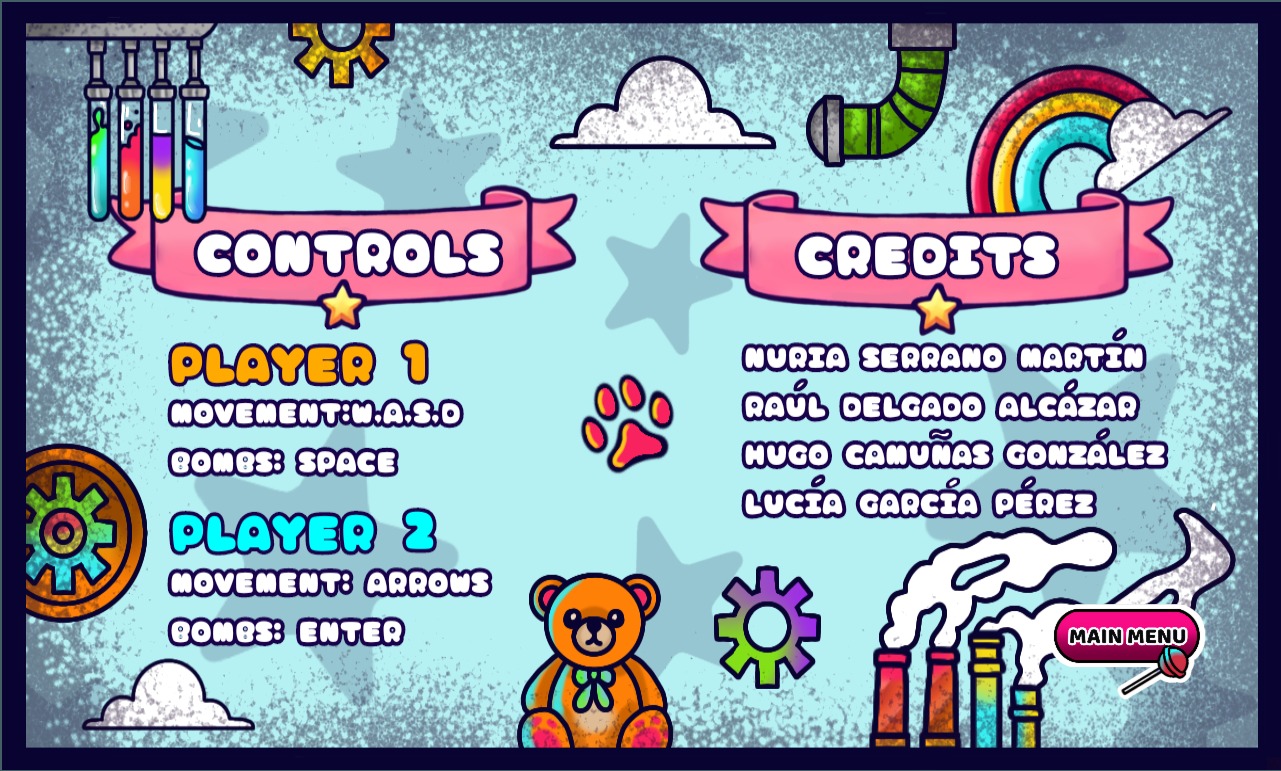 CONTROLS
PLAYER 1
MOVEMENT:W.A.S.D
BOMBS: SPACE
PLAYER 2
MOVEMENT: ARROWS
BOMBS: ENTER
CREDITS
NURIA SERRANO MARTÍN
RAÚL DELGADO ALCÁZAR
HUGO CAMUÑAS GONZÁLEZ
LUCÍA GARCÍA PÉREZ
MAIN MENU